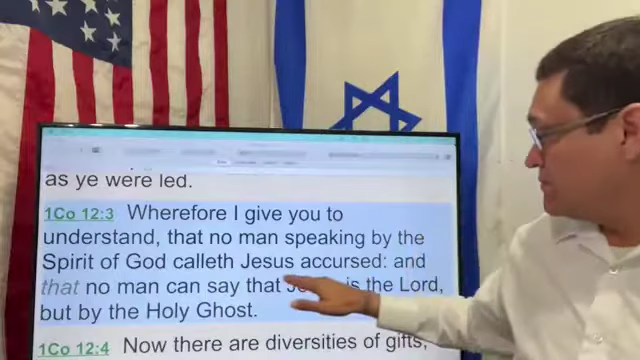 as ye were led.
1Co 12:3 Wherefore I give you to
understand, that no man speaking by the
Spirit of God calleth Jesus accursed: and
that no man can say that is the Lord,
but by the Holy Ghost.
1Co 12:4 Now there are diversities of gifts,